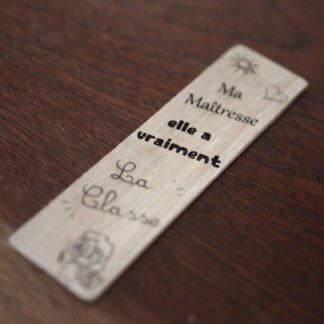 Ma
Maîtresse
elle a
vraiment
La
Classe